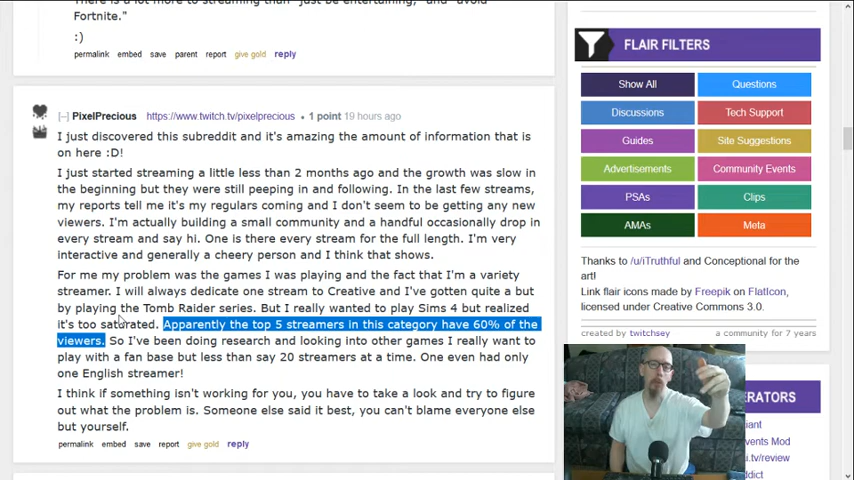 There is a lot more to streaming than "just be entertaining," and "avoid
Fortnite."
:)
permalink embed save parent report give gold reply
[–] PixelPrecious https://www.twitch.tv/pixelprecious • 1 point 19 hours ago
I just discovered this subreddit and it's amazing the amount of information that is
on here :D!
I just started streaming a little less than 2 months ago and the growth was slow in
the beginning but they were still peeping in and following. In the last few streams,
my reports tell me it's my regulars coming and I don't seem to be getting any new
viewers. I'm actually building a small community and a handful occasionally drop in
every stream and say hi. One is there every stream for the full length. I'm very
interactive and generally a cheery person and I think that shows.
For me my problem was the games I was playing and the fact that I'm a variety
streamer. I will always dedicate one stream to Creative and I've gotten quite a but
by playing the Tomb Raider series. But I really wanted to play Sims 4 but realized
it's too saturated. Apparently the top 5 streamers in this category have 60% of the
viewers. So I've been doing research and looking into other games I really want to
play with a fan base but less than say 20 streamers at a time. One even had only
one English streamer!
I think if something isn't working for you, you have to take a look and try to figure
out what the problem is. Someone else said it best, you can't blame everyone else
but yourself.
permalink embed save report give gold reply
FLAIR FILTERS
Show All Questions
Discussions Tech Support
Guides Site Suggestions
Advertisements Community Events
PSAs Clips
AMAs Meta
Thanks to /u/iTruthful and Conceptional for the
art!
Link flair icons made by Freepik on FlatIcon,
licensed under Creative Commons 3.0.
created by twitchsey a community for 7 years
ERATORS
iant
vents Mod
i.tv/review
ddict